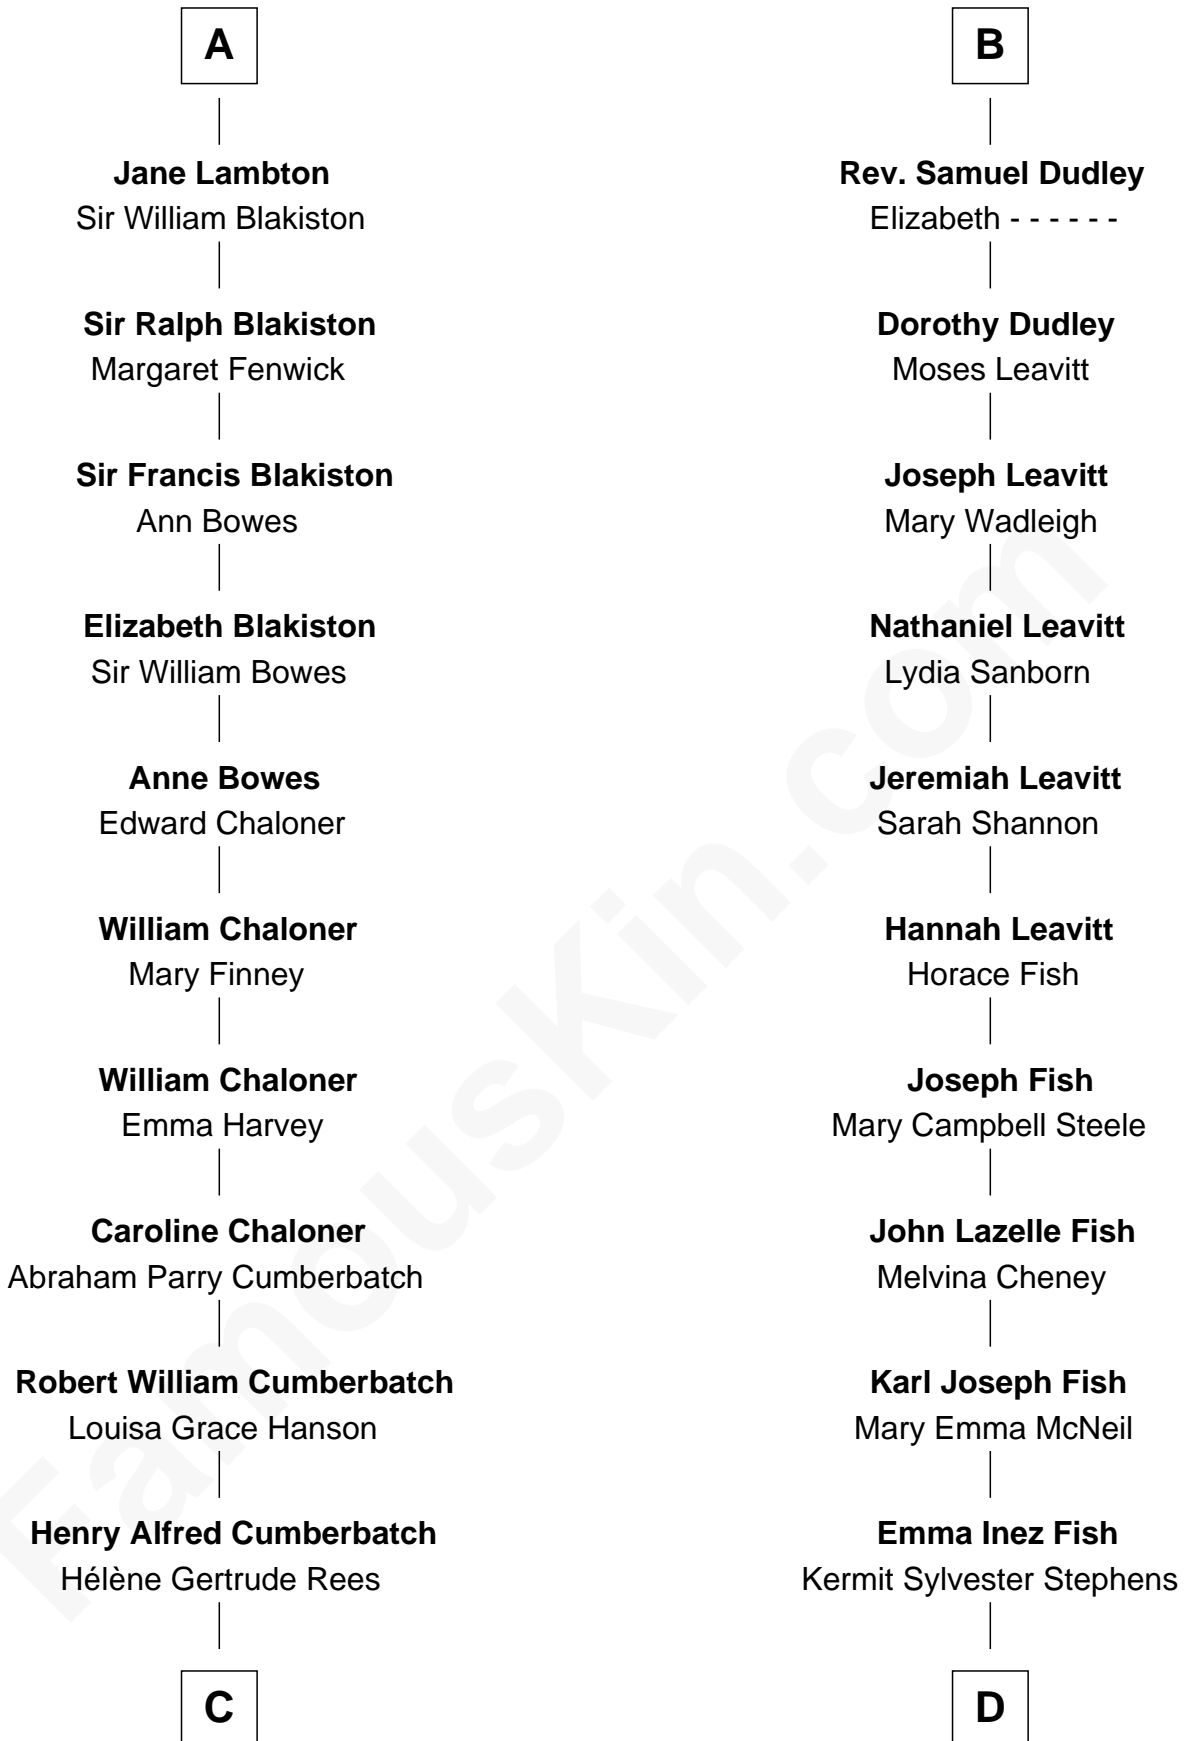 A
Jane Lambton
Sir William Blakiston
Sir Ralph Blakiston
Margaret Fenwick
Sir Francis Blakiston
Ann Bowes
Elizabeth Blakiston
Sir William Bowes
Anne Bowes
Edward Chaloner
William Chaloner
Mary Finney
William Chaloner
Emma Harvey
Caroline Chaloner
Abraham Parry Cumberbatch
Robert William Cumberbatch
Louisa Grace Hanson
Henry Alfred Cumberbatch
Hélène Gertrude Rees
C
B
Rev. Samuel Dudley
Elizabeth - - - - - -
Dorothy Dudley
Moses Leavitt
Joseph Leavitt
Mary Wadleigh
Nathaniel Leavitt
Lydia Sanborn
Jeremiah Leavitt
Sarah Shannon
Hannah Leavitt
Horace Fish
Joseph Fish
Mary Campbell Steele
John Lazelle Fish
Melvina Cheney
Karl Joseph Fish
Mary Emma McNeil
Emma Inez Fish
Kermit Sylvester Stephens
D
FamousKin.com